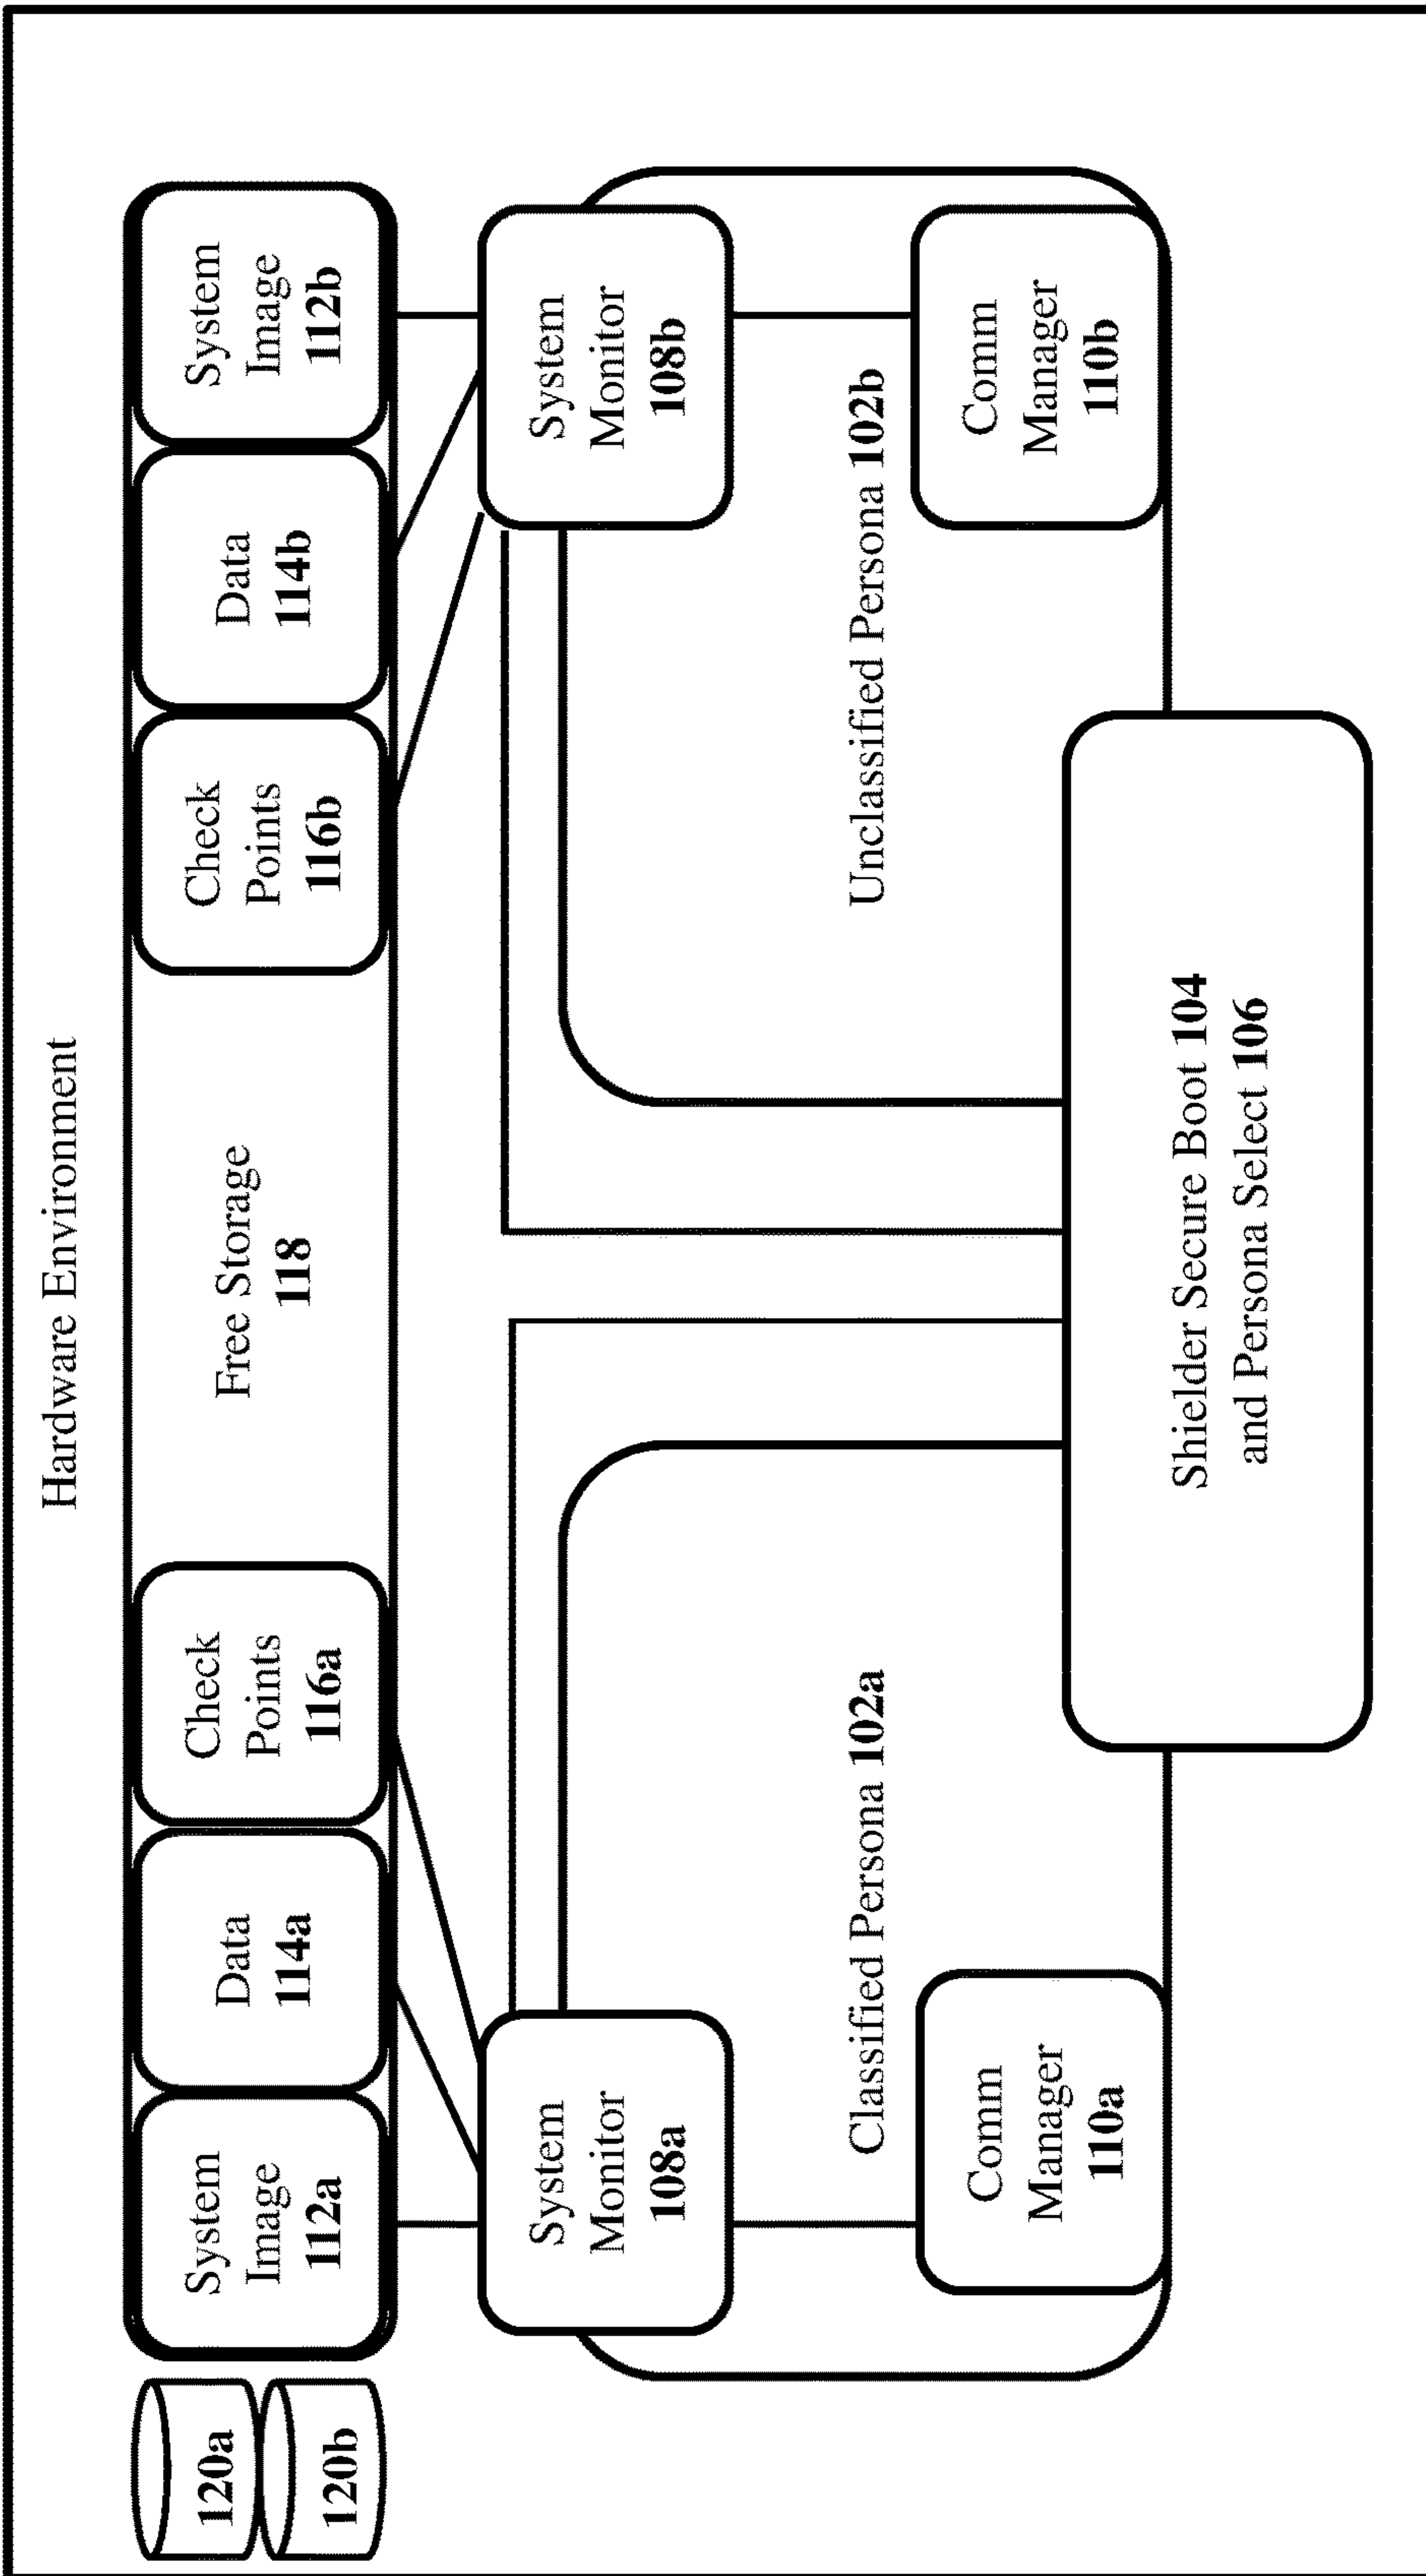 Hardware Environment
120a
120b
System
Image
112a
Data
114a
Check
Points
116a
Free Storage
118
Check
Points
116b
Data
114b
System
Image
112b
System
Monitor
108a
System
Monitor
108b
Classified Persona 102a
Unclassified Persona 102b
Comm
Manager
110a
Comm
Manager
110b
Shielder Secure Boot 104
and Persona Select 106